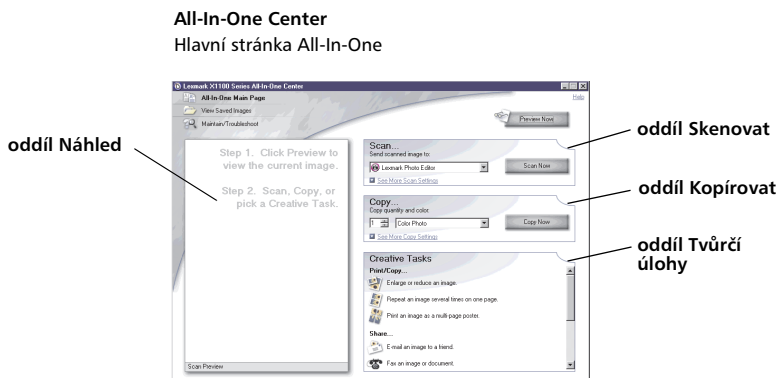 All-In-One Center
Hlavní stránka All-In-One
Lexmark X1100 Series All-In-One Center
All-In-One Main Page
Help
View Saved Images
Maintain/Troubleshoot
Preview Now
oddíl Náhled
Step 1. Click Preview to
view the current image.
Step 2. Scan, Copy, or
pick a Creative Task.
Scan Preview
Scan...
Send scanned image to:
Lexmark Photo Editor
Scan Now
See More Scan Settings
oddíl Skenovat
Copy...
Copy quantity and color:
1
Color Photo
Copy Now
See More Copy Settings
oddíl Kopírovat
Creative Tasks
Print/Copy...
Enlarge or reduce an image.
Repeat an image several times on one page.
Print an image as a multi-page poster.
Share...
E-mail an image to a friend.
Fax an image or document.
oddíl Tvůrčí
úlohy